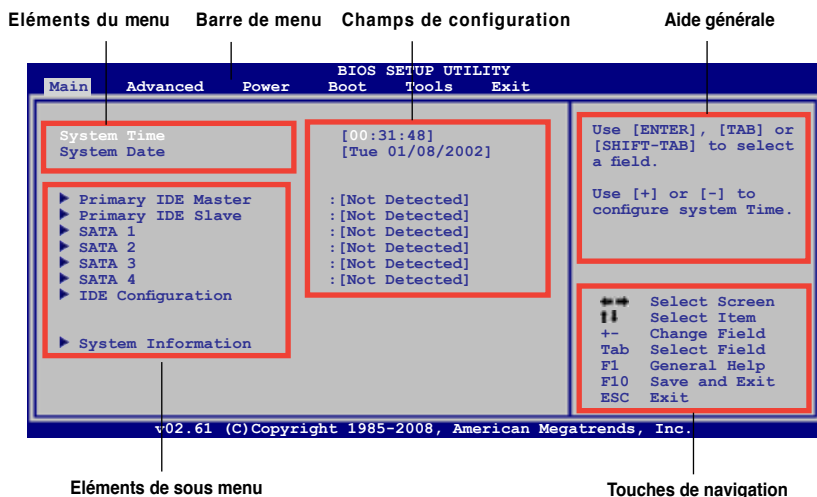 Eléments du menu Barre de menu Champs de configuration Aide générale
BIOS SETUP UTILITY
Main Advanced Power Boot Tools Exit
System Time [00:31:48]
System Date [Tue 01/08/2002]
Primary IDE Master :[Not Detected]
Primary IDE Slave :[Not Detected]
SATA 1 :[Not Detected]
SATA 2 :[Not Detected]
SATA 3 :[Not Detected]
SATA 4 :[Not Detected]
IDE Configuration
System Information
Use [ENTER], [TAB] or
[SHIFT-TAB] to select
a field.
Use [+] or [-] to
configure system Time.
Select Screen
Select Item
+- Change Field
Tab Select Field
F1 General Help
F10 Save and Exit
ESC Exit
v02.61 (C)Copyright 1985-2008, American Megatrends, Inc.
Eléments de sous menu Touches de navigation